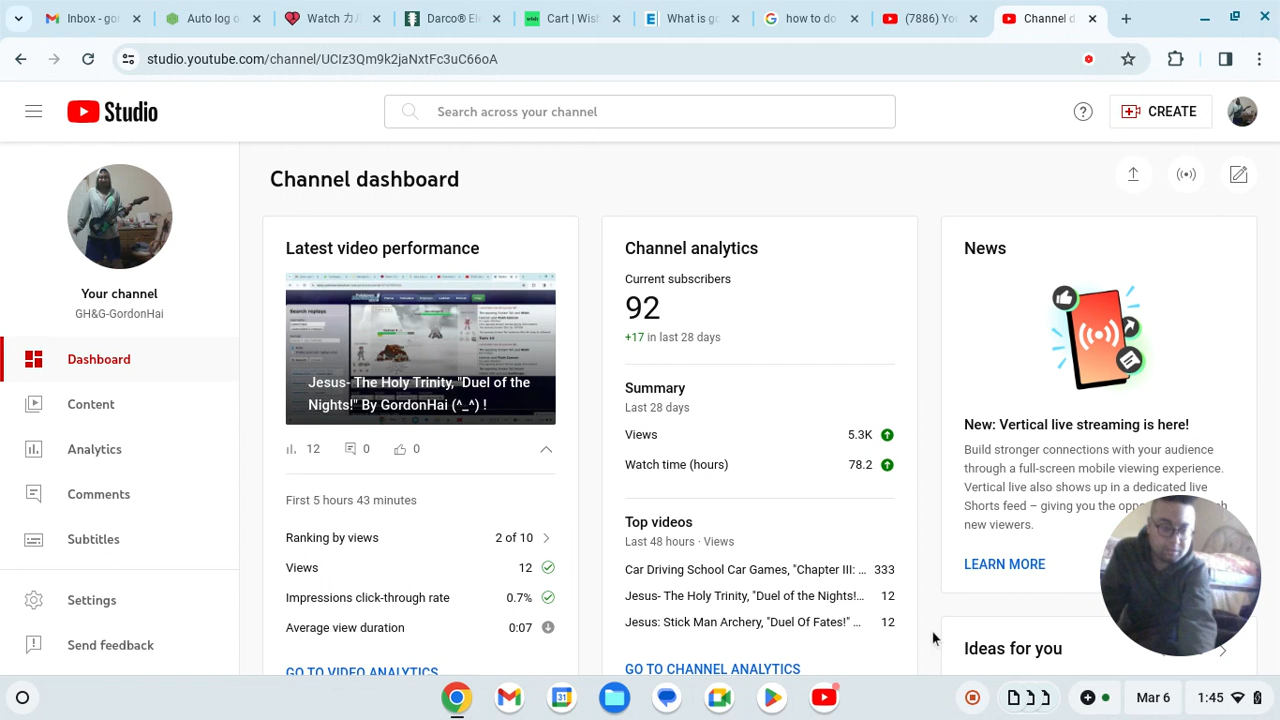 Inbox - gor
Auto log o
Watch カ
Darco® El
Cart | Wish
What is go
how to do
(7886) Yo
Channel d
studio.youtube.com/channel/UCIz3Qm9k2jaNxtFc3uC66oA
Studio
Search across your channel
CREATE
Your channel
GH&G-GordonHai
Dashboard
Content
Analytics
Comments
Subtitles
Settings
Send feedback
Channel dashboard
Latest video performance
Jesus- The Holy Trinity, "Duel of the
Nights!" By GordonHai (^_^) !
12 0 0
First 5 hours 43 minutes
Ranking by views 2 of 10
Views 12
Impressions click-through rate 0.7%
Average view duration 0:07
GO TO VIDEO ANALYTICS
Channel analytics
Current subscribers
92
+17 in last 28 days
Summary
Last 28 days
Views 5.3K
Watch time (hours) 78.2
Top videos
Last 48 hours · Views
Car Driving School Car Games, "Chapter III: ... 333
Jesus- The Holy Trinity, "Duel of the Nights!... 12
Jesus: Stick Man Archery, "Duel Of Fates!" ... 12
GO TO CHANNEL ANALYTICS
News
New: Vertical live streaming is here!
Build stronger connections with your audience
through a full-screen mobile viewing experience.
Vertical live also shows up in a dedicated live
Shorts feed – giving you the
new viewers.
LEARN MORE
Ideas for you
Mar 6
1:45